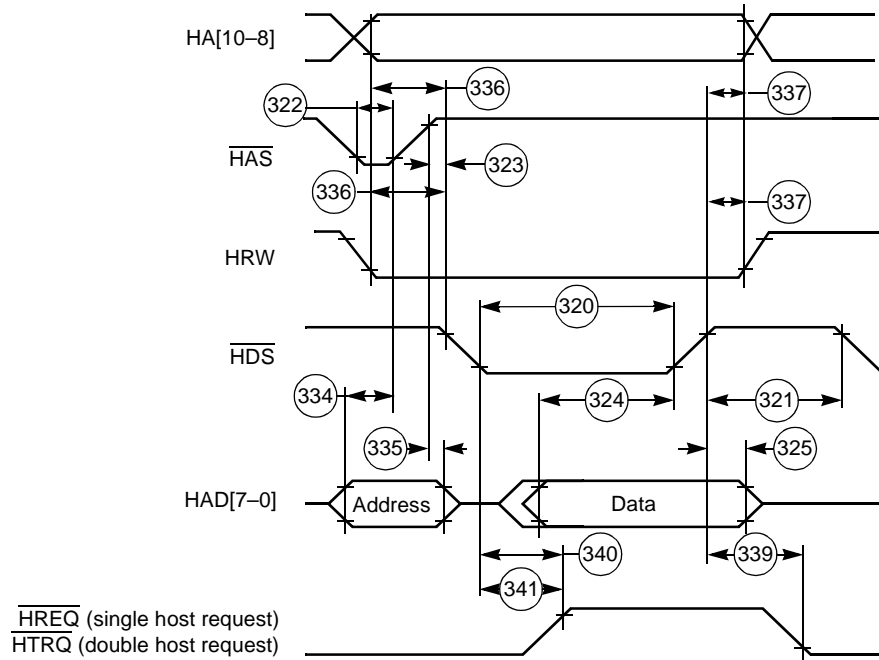 HA[10–8]
336
337
322
HAS
323
336
337
HRW
320
HDS
334
324
321
335
325
HAD[7–0]
Address
Data
340
339
341
HREQ (single host request)
HTRQ (double host request)